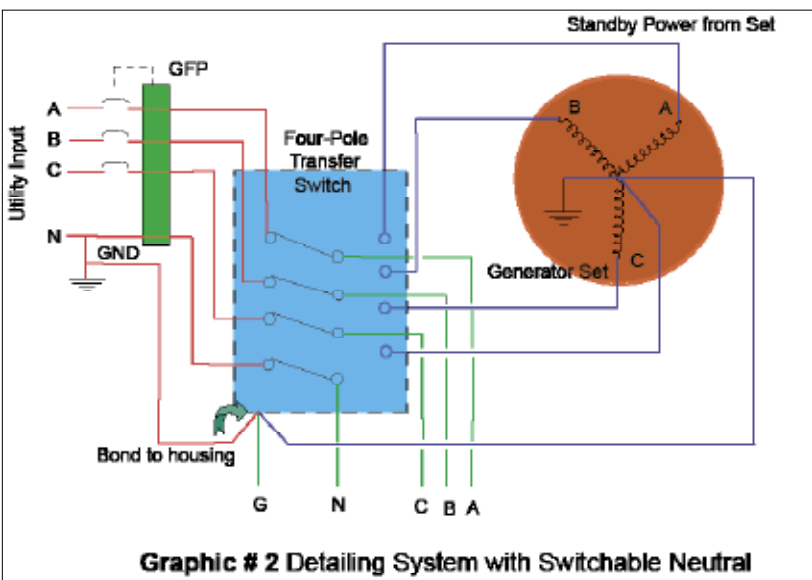 Standby Power from Set
GFP
A
B
C
N
Utility Input
GND
Four-Pole
Transfer
Switch
B
A
C
Generator Set
Bond to housing
G
N
C
B
A
Graphic # 2 Detailing System with Switchable Neutral